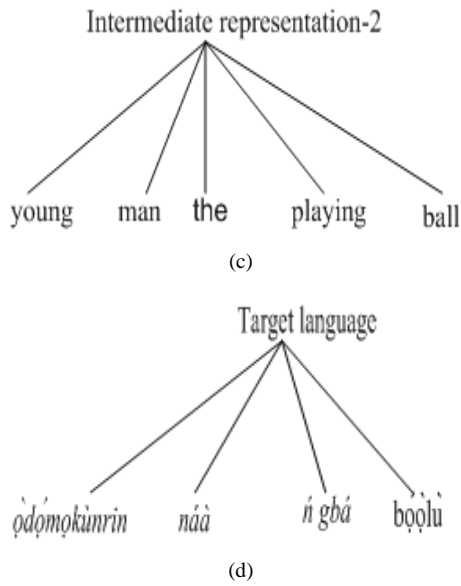 Intermediate representation-2
young man the playing ball
(c)
Target language
ọ̀dọ́mọkùnrin náà ń gbá bọ́ọ̀lù
(d)